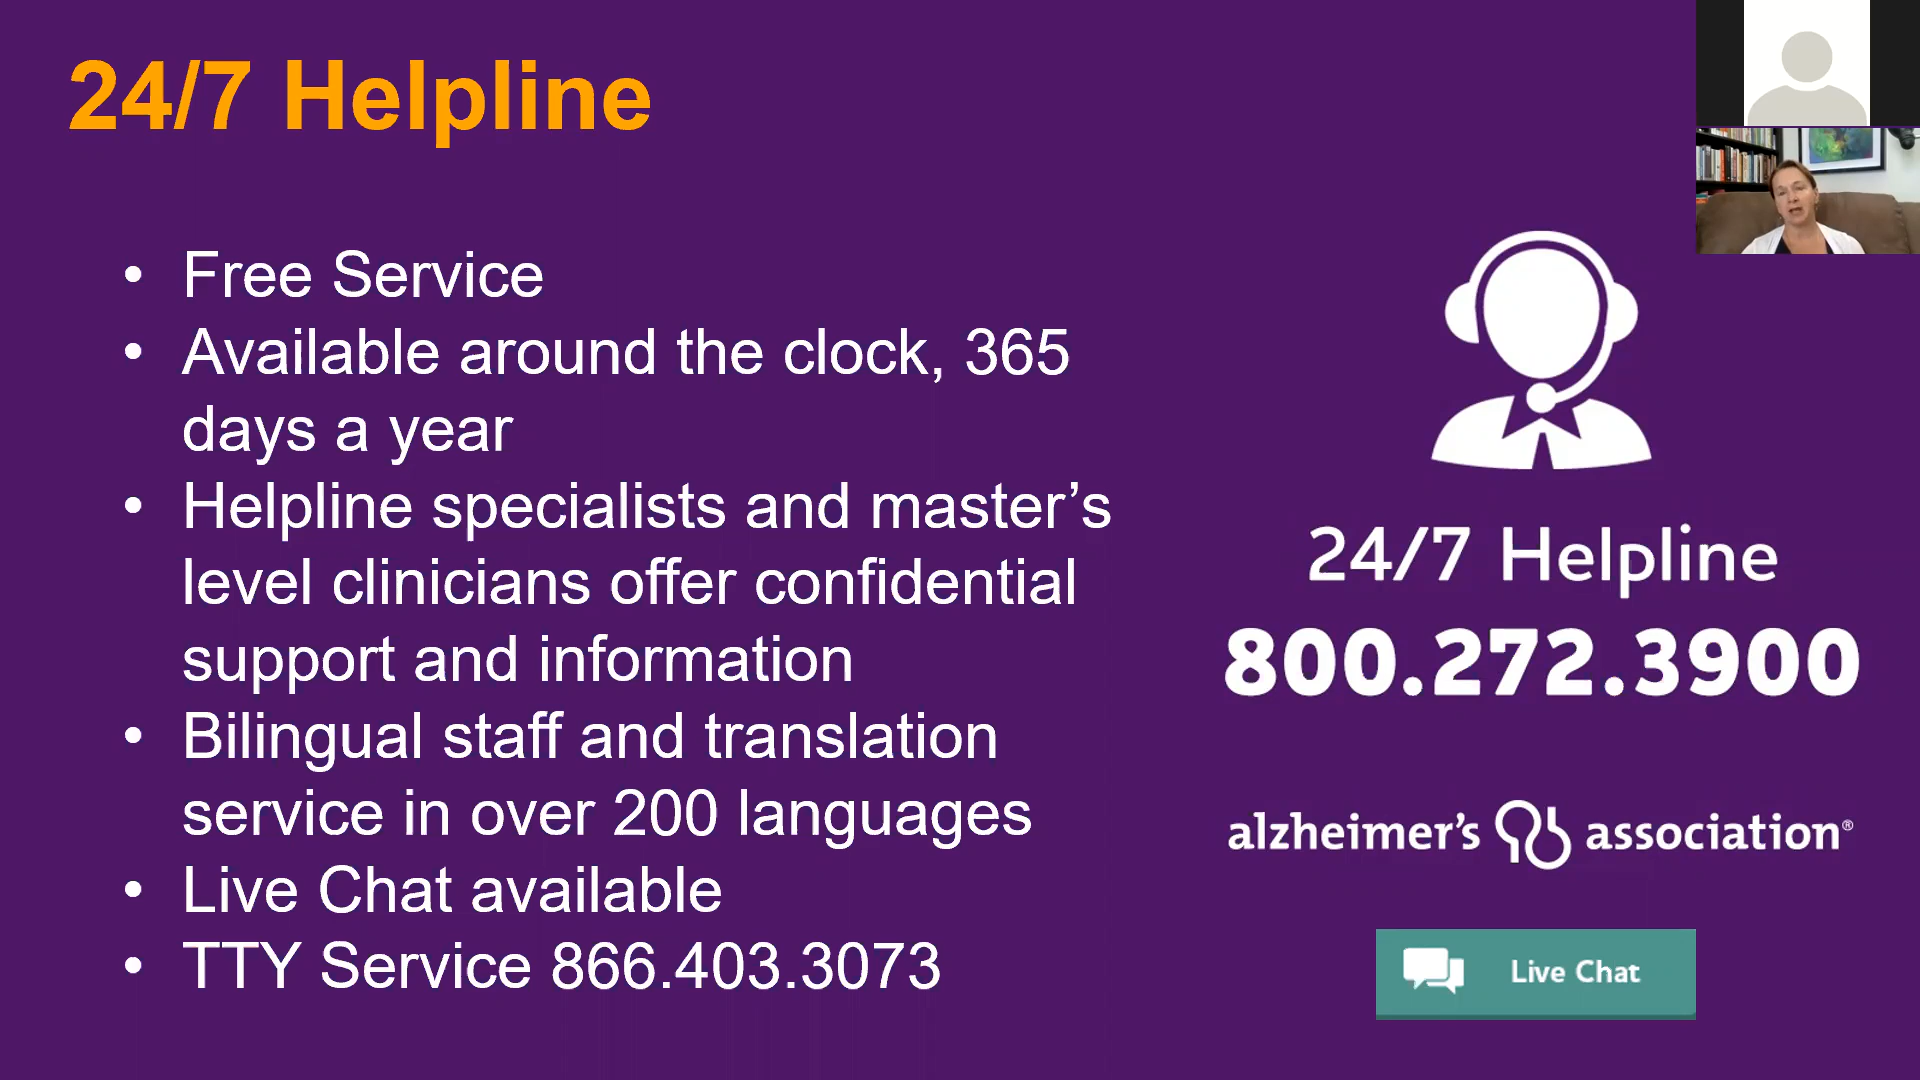 24/7 Helpline
• Free Service
• Available around the clock, 365
days a year
• Helpline specialists and master’s
level clinicians offer confidential
support and information
• Bilingual staff and translation
service in over 200 languages
• Live Chat available
• TTY Service 866.403.3073
24/7 Helpline
800.272.3900
alzheimer’s association®
Live Chat